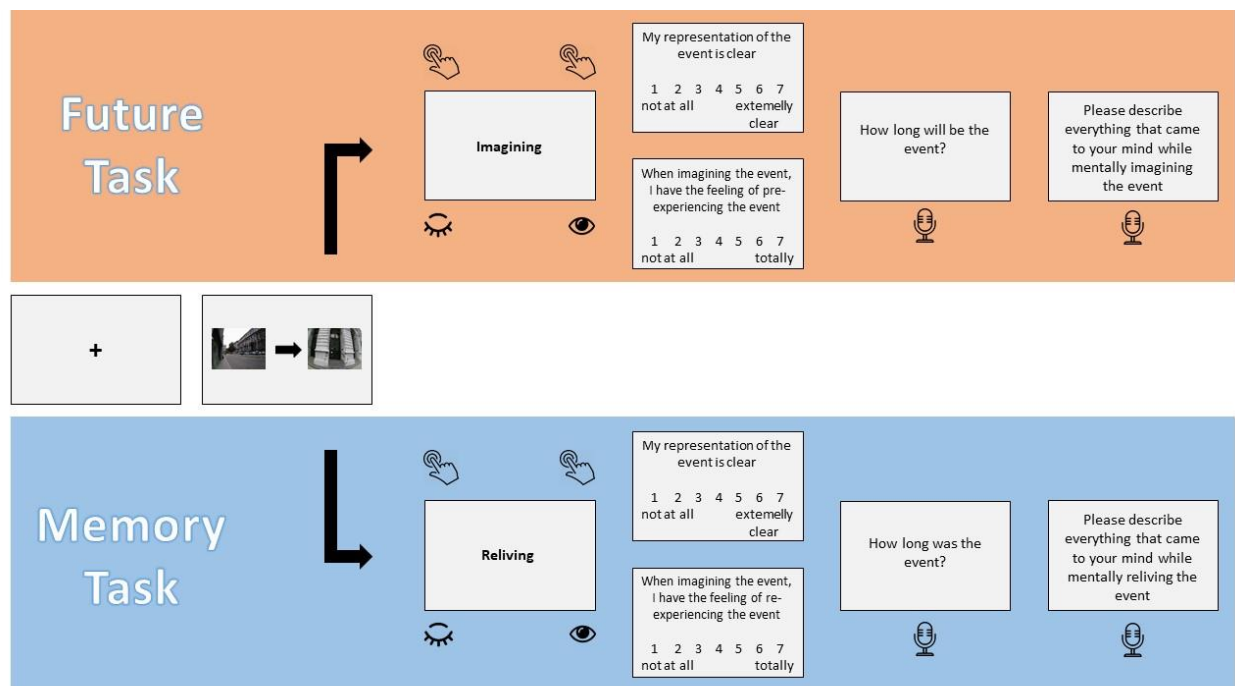 Future
Task
Imagining
My representation of the
event is clear
1 2 3 4 5 6 7
not at all extemelly
clear
When imagining the event,
I have the feeling of pre-
experiencing the event
1 2 3 4 5 6 7
not at all totally
How long will be the
event?
Please describe
everything that came
to your mind while
mentally imagining
the event
+
Memory
Task
Reliving
My representation of the
event is clear
1 2 3 4 5 6 7
not at all extemelly
clear
When imagining the event,
I have the feeling of re-
experiencing the event
1 2 3 4 5 6 7
not at all totally
How long was the
event?
Please describe
everything that came
to your mind while
mentally reliving the
event